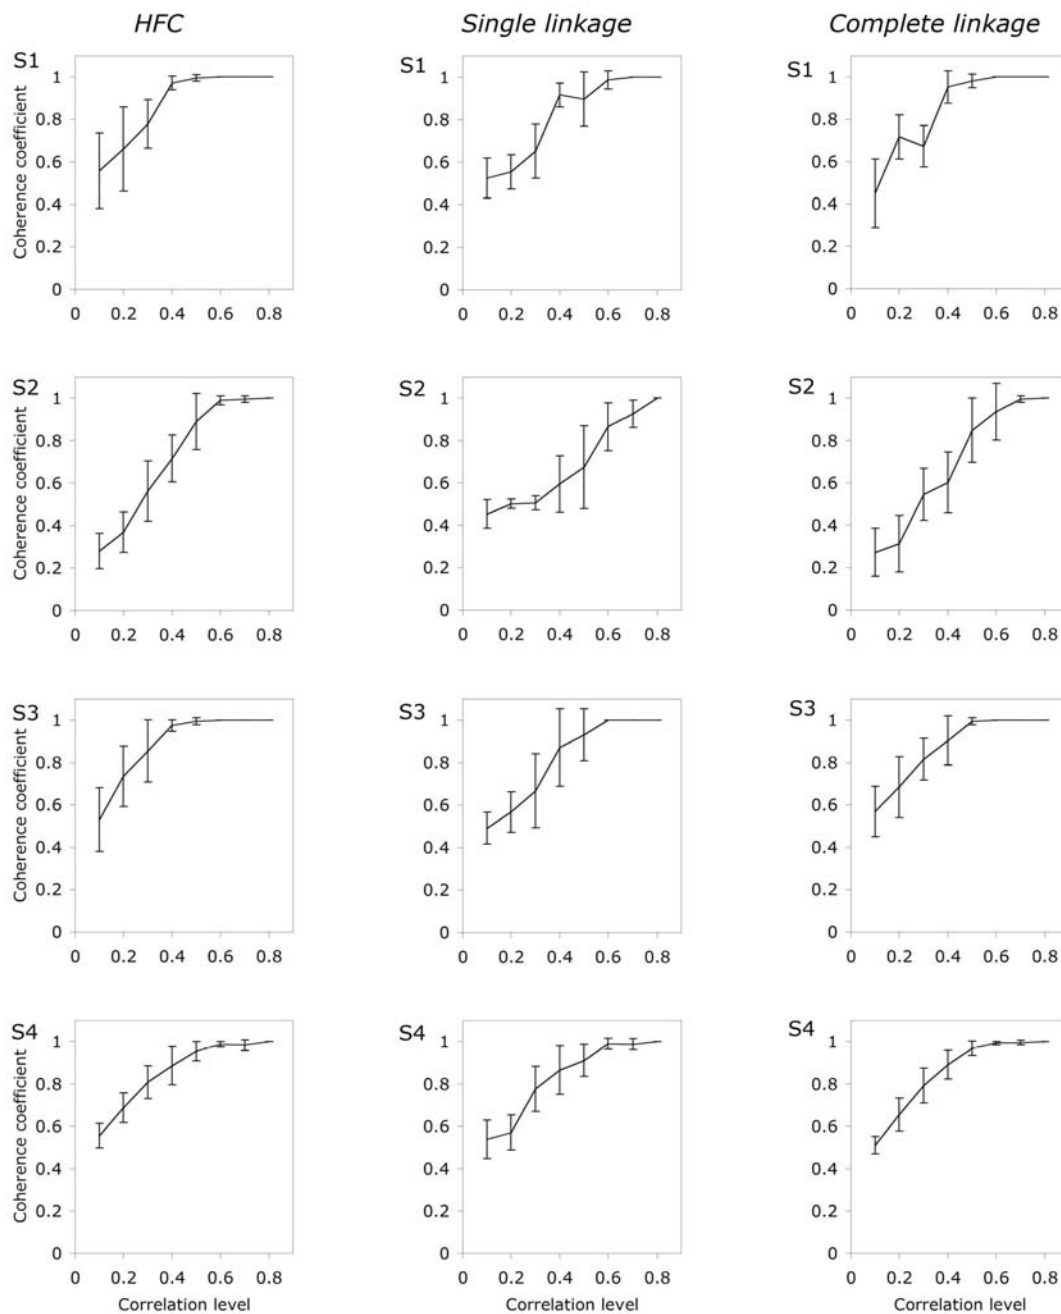 HFC Single linkage Complete linkage
S1 S1 S1
Coherence coefficient
1 1 1
0.8 0.8 0.8
0.6 0.6 0.6
0.4 0.4 0.4
0.2 0.2 0.2
0 0 0
0 0.2 0.4 0.6 0.8 0 0.2 0.4 0.6 0.8 0 0.2 0.4 0.6 0.8
S2 S2 S2
Coherence coefficient
1 1 1
0.8 0.8 0.8
0.6 0.6 0.6
0.4 0.4 0.4
0.2 0.2 0.2
0 0 0
0 0.2 0.4 0.6 0.8 0 0.2 0.4 0.6 0.8 0 0.2 0.4 0.6 0.8
S3 S3 S3
Coherence coefficient
1 1 1
0.8 0.8 0.8
0.6 0.6 0.6
0.4 0.4 0.4
0.2 0.2 0.2
0 0 0
0 0.2 0.4 0.6 0.8 0 0.2 0.4 0.6 0.8 0 0.2 0.4 0.6 0.8
S4 S4 S4
Coherence coefficient
1 1 1
0.8 0.8 0.8
0.6 0.6 0.6
0.4 0.4 0.4
0.2 0.2 0.2
0 0 0
0 0.2 0.4 0.6 0.8 0 0.2 0.4 0.6 0.8 0 0.2 0.4 0.6 0.8
Correlation level Correlation level Correlation level